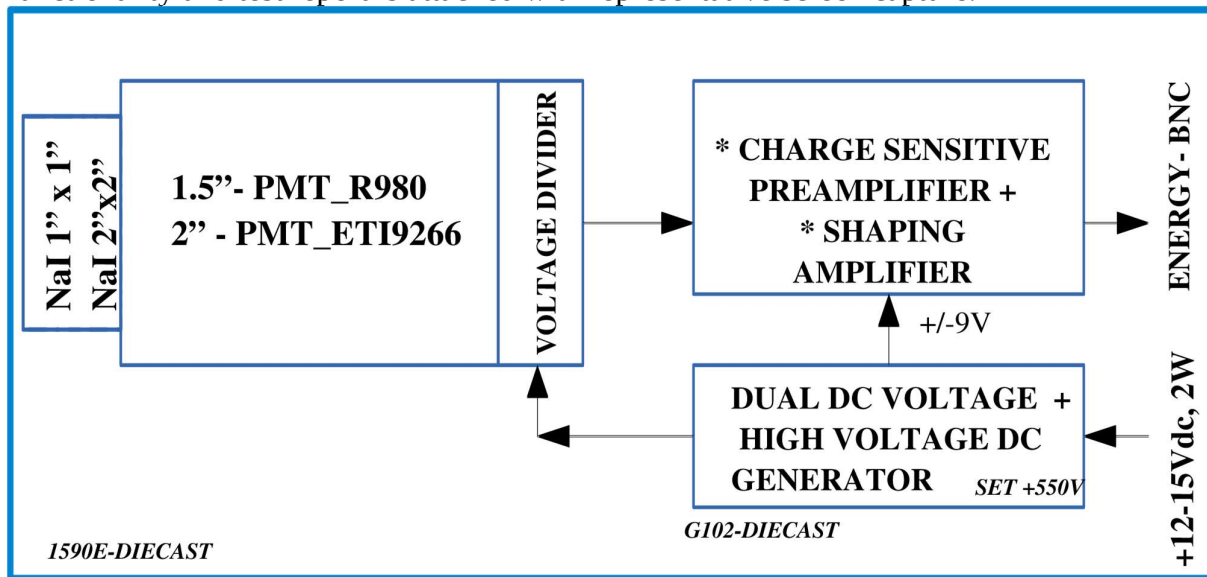 NaI 1” x 1”
NaI 2”x2”
1.5”- PMT_R980
2” - PMT_ETI9266
VOLTAGE DIVIDER
* CHARGE SENSITIVE
PREAMPLIFIER +
* SHAPING
AMPLIFIER
ENERGY- BNC
+/-9V
DUAL DC VOLTAGE +
HIGH VOLTAGE DC
GENERATOR
SET +550V
+12-15Vdc, 2W
G102-DIECAST
1590E-DIECAST